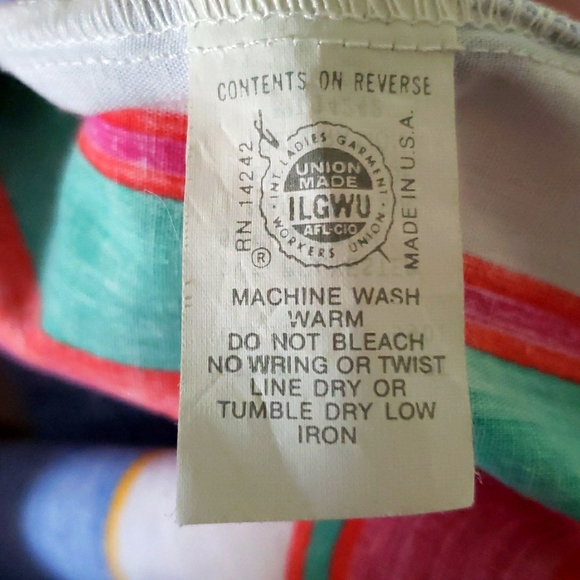 CONTENTS ON REVERSE
RN 14242
INT. LADIES GARMENT
WORKERS UNION
UNION
MADE
ILGWU
AFL-CIO
®
MADE IN U.S.A.
MACHINE WASH
WARM
DO NOT BLEACH
NO WRING OR TWIST
LINE DRY OR
TUMBLE DRY LOW
IRON